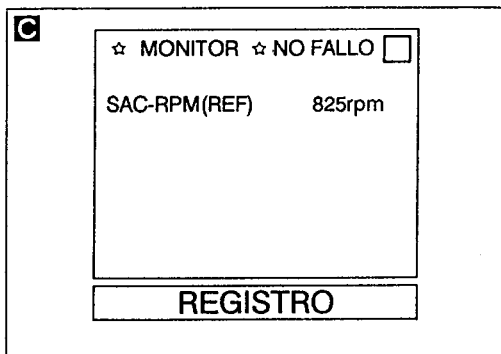 C
☆ MONITOR ☆ NO FALLO
SAC-RPM(REF) 825rpm
REGISTRO